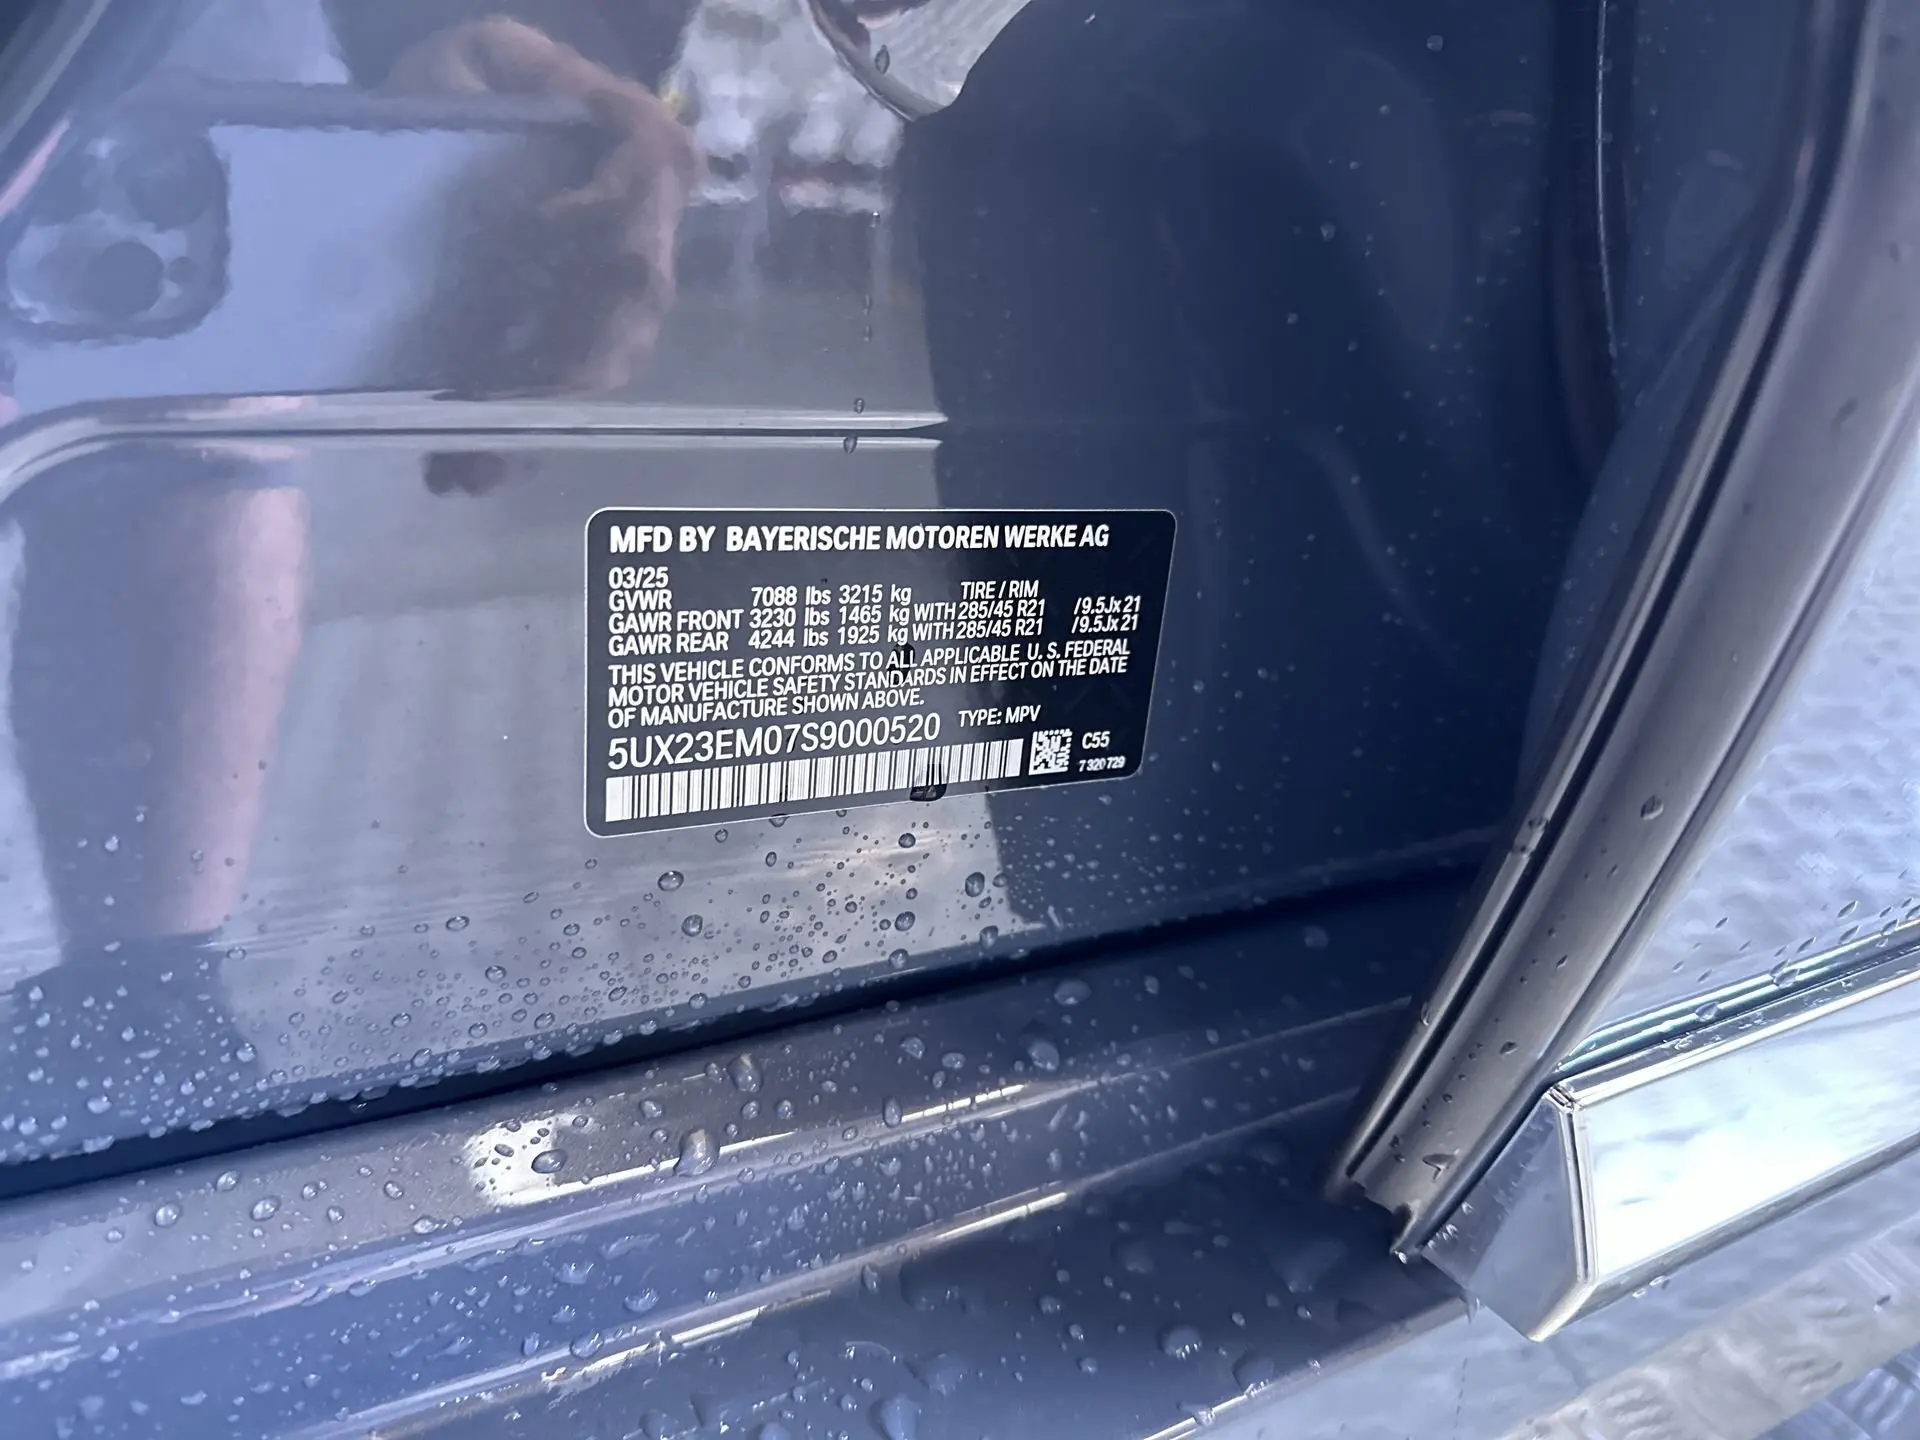 MFD BY BAYERISCHE MOTOREN WERKE AG
03/25
GVWR 7088 lbs 3215 kg TIRE / RIM
GAWR FRONT 3230 lbs 1465 kg WITH 285/45 R21 /9.5Jx21
GAWR REAR 4244 lbs 1925 kg WITH 285/45 R21 /9.5Jx21
THIS VEHICLE CONFORMS TO ALL APPLICABLE U. S. FEDERAL
MOTOR VEHICLE SAFETY STANDARDS IN EFFECT ON THE DATE
OF MANUFACTURE SHOWN ABOVE.
5UX23EM07S9000520 TYPE: MPV
C55
7 320 729